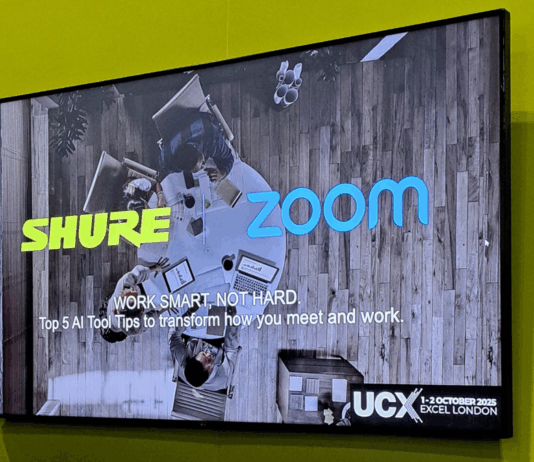 SHURE
zoom
WORK SMART, NOT HARD.
Top 5 AI Tool Tips to transform how you meet and work.
UCX
1-2 OCTOBER 2025
EXCEL LONDON